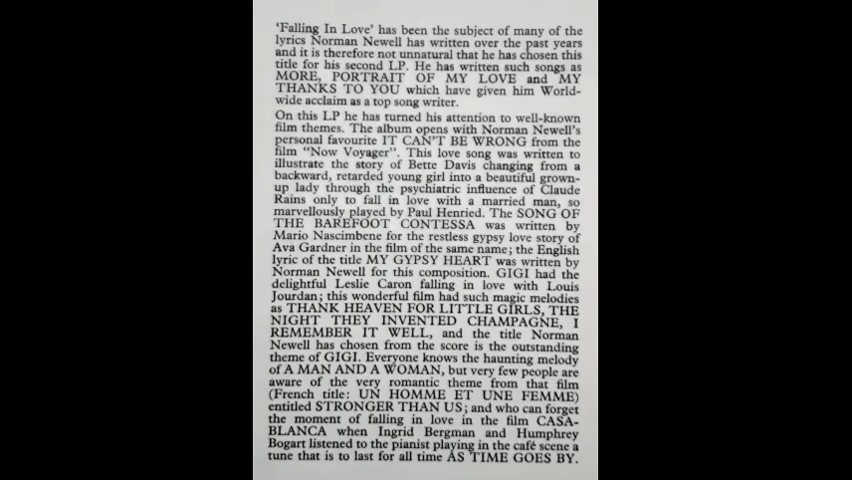 'Falling In Love' has been the subject of many of the
lyrics Norman Newell has written over the past years
and it is therefore not unnatural that he has chosen this
title for his second LP. He has written such songs as
MORE, PORTRAIT OF MY LOVE and MY
THANKS TO YOU which have given him World-
wide acclaim as a top song writer.
On this LP he has turned his attention to well-known
film themes. The album opens with Norman Newell's
personal favourite IT CAN'T BE WRONG from the
film "Now Voyager". This love song was written to
illustrate the story of Bette Davis changing from a
backward, retarded young girl into a beautiful grown-
up lady through the psychiatric influence of Claude
Rains only to fall in love with a married man, so
marvellously played by Paul Henried. The SONG OF
THE BAREFOOT CONTESSA was written by
Mario Nascimbene for the restless gypsy love story of
Ava Gardner in the film of the same name; the English
lyric of the title MY GYPSY HEART was written by
Norman Newell for this composition. GIGI had the
delightful Leslie Caron falling in love with Louis
Jourdan; this wonderful film had such magic melodies
as THANK HEAVEN FOR LITTLE GIRLS, THE
NIGHT THEY INVENTED CHAMPAGNE, I
REMEMBER IT WELL, and the title Norman
Newell has chosen from the score is the outstanding
theme of GIGI. Everyone knows the haunting melody
of A MAN AND A WOMAN, but very few people are
aware of the very romantic theme from that film
(French title: UN HOMME ET UNE FEMME)
entitled STRONGER THAN US; and who can forget
the moment of falling in love in the film CASA-
BLANCA when Ingrid Bergman and Humphrey
Bogart listened to the pianist playing in the café scene a
tune that is to last for all time AS TIME GOES BY.